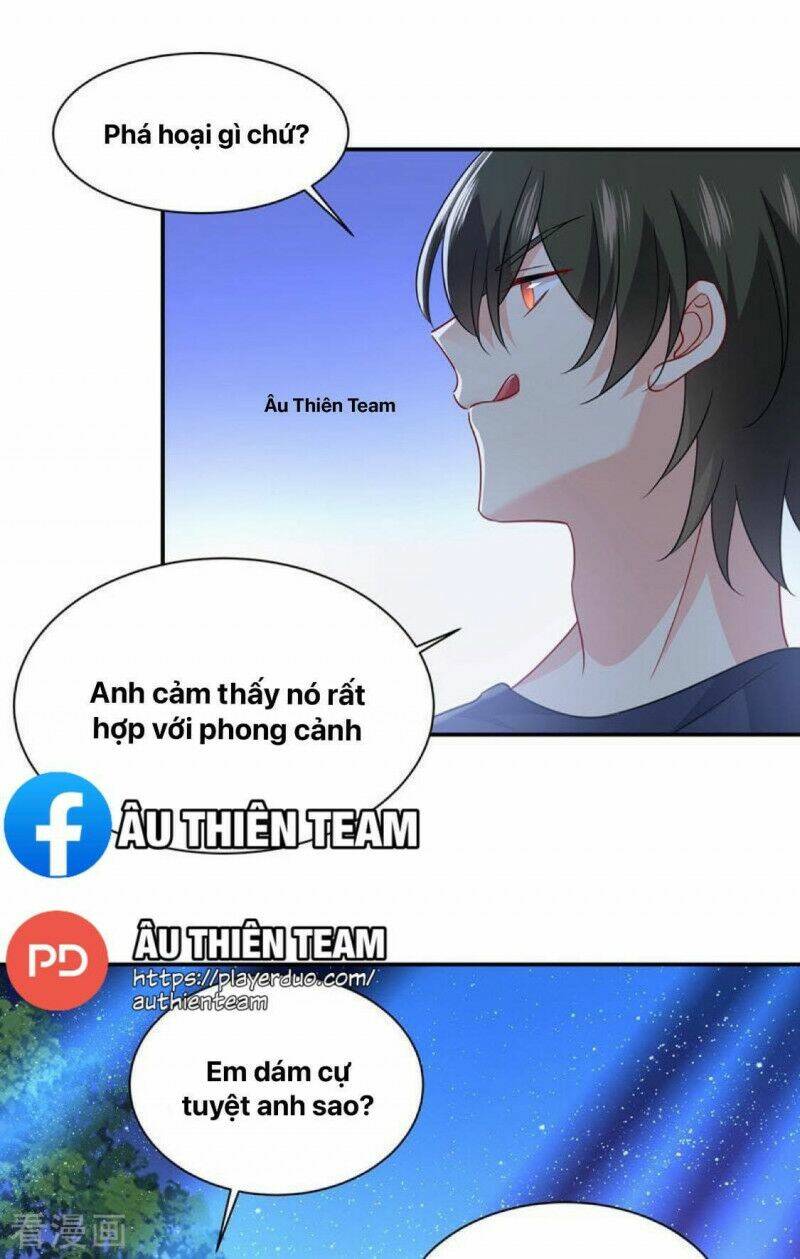 Phá hoại gì chứ?
Âu Thiên Team
Anh cảm thấy nó rất
hợp với phong cảnh
f
ÂU THIÊN TEAM
PD
ÂU THIÊN TEAM
https://playerduo.com/
authienteam
Em dám cự
tuyệt anh sao?
看漫画